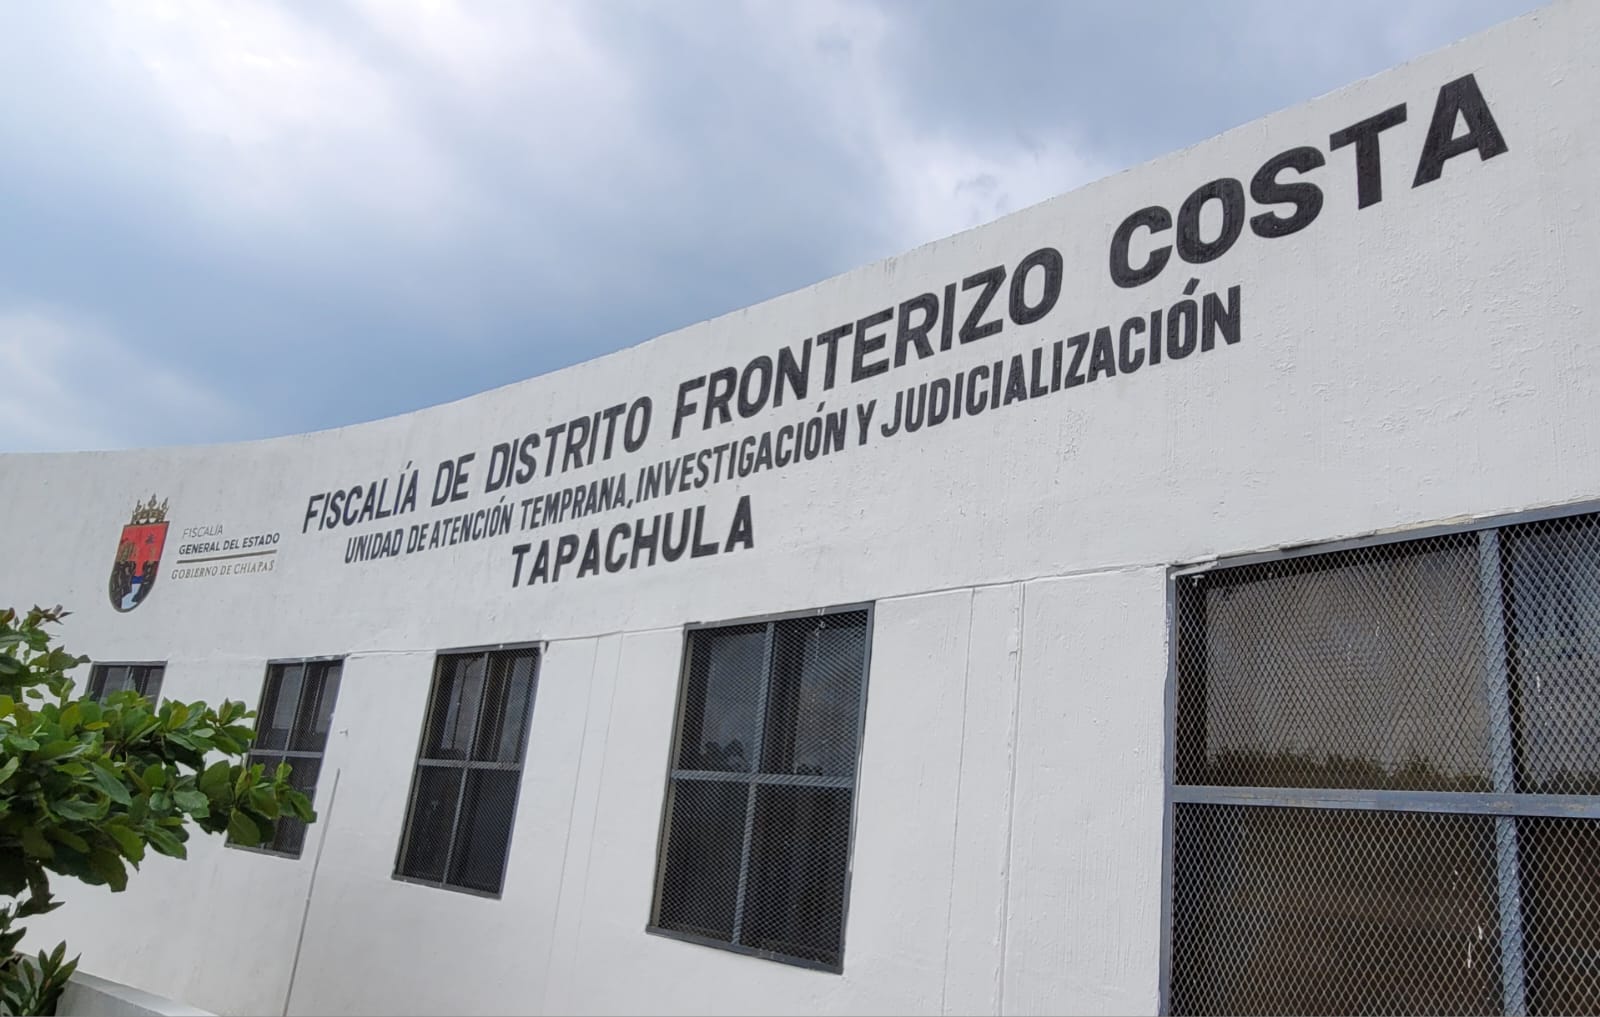 FISCALÍA DE DISTRITO FRONTERIZO COSTA
UNIDAD DE ATENCIÓN TEMPRANA, INVESTIGACIÓN Y JUDICIALIZACIÓN
TAPACHULA
FISCALÍA
GENERAL DEL ESTADO
GOBIERNO DE CHIAPAS